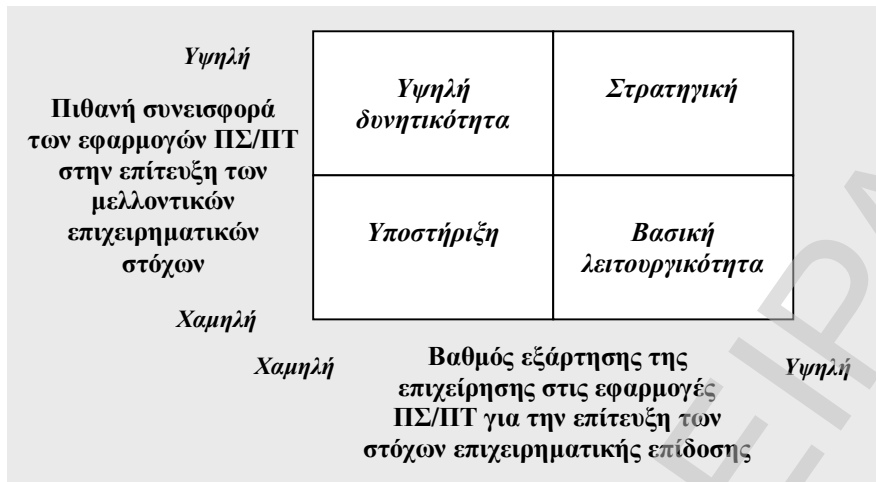 Υψηλή
Πιθανή συνεισφορά
των εφαρμογών ΠΣ/ΠΤ
στην επίτευξη των
μελλοντικών
επιχειρηματικών
στόχων
Χαμηλή
Υψηλή
δυνητικότητα
Στρατηγική
Υποστήριξη
Βασική
λειτουργικότητα
Χαμηλή
Βαθμός εξάρτησης της
επιχείρησης στις εφαρμογές
ΠΣ/ΠΤ για την επίτευξη των
στόχων επιχειρηματικής επίδοσης
Υψηλή
ΕΙΡΑ